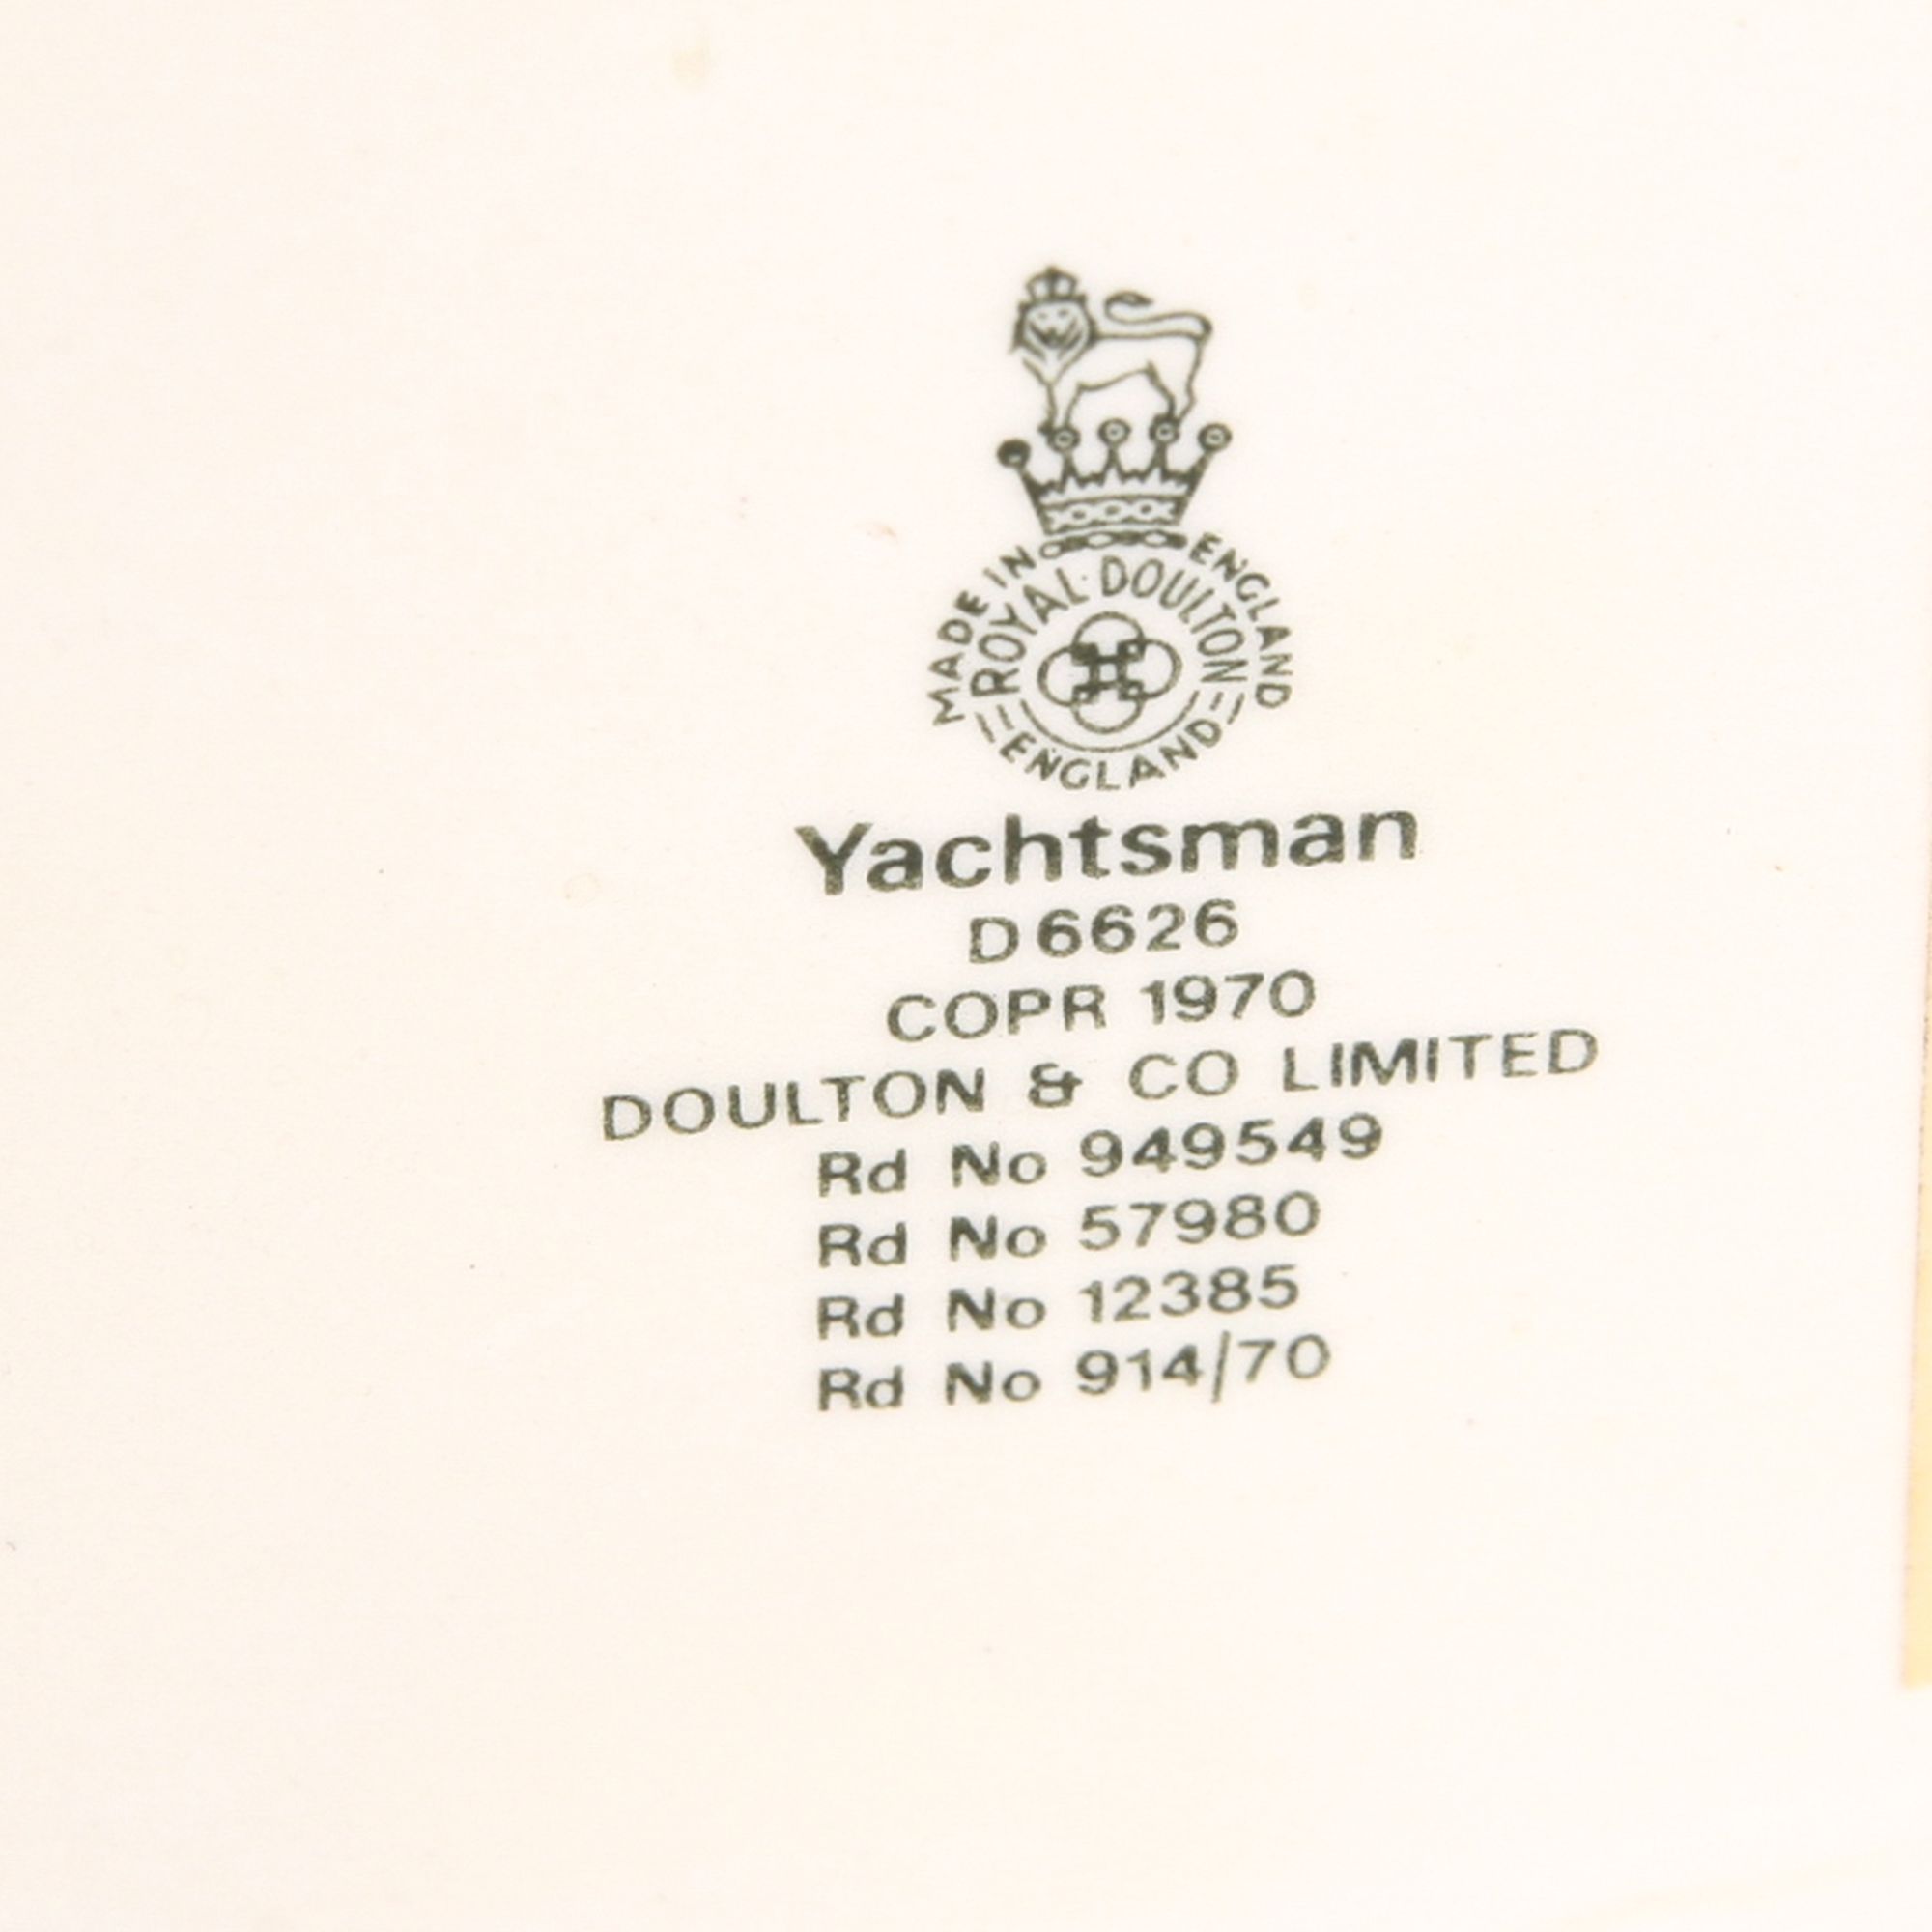 MADE IN ENGLAND
ROYAL·DOULTON
ENGLAND
Yachtsman
D 6626
COPR 1970
DOULTON & CO LIMITED
Rd No 949549
Rd No 57980
Rd No 12385
Rd No 914/70